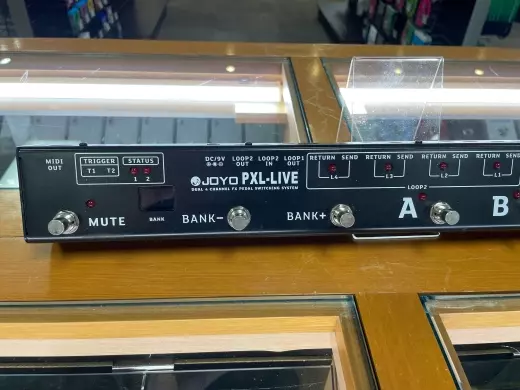 MIDI OUT
TRIGGER
T1 T2
STATUS
1 2
DC/9V
LOOP2 OUT
LOOP2 IN
LOOP1 OUT
RETURN SEND
L4
RETURN SEND
L3
RETURN SEND
L2
RETURN SEND
L1
LOOP2
JOYO PXL-LIVE
DUAL 4 CHANNEL FX PEDAL SWITCHING SYSTEM
MUTE
BANK
BANK-
BANK+
A
B